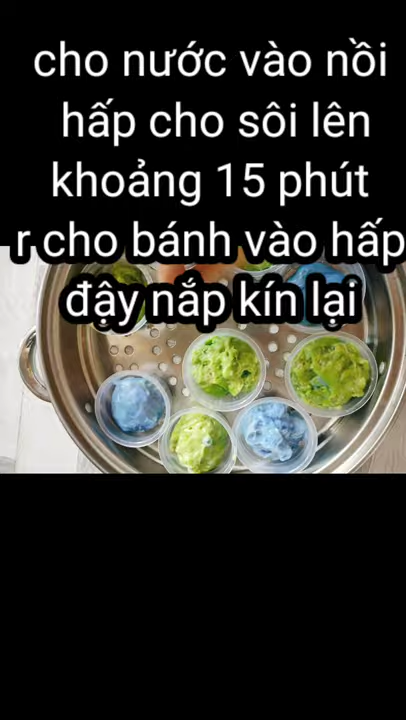 cho nước vào nồi
hấp cho sôi lên
khoảng 15 phút
r cho bánh vào hấp
đậy nắp kín lại